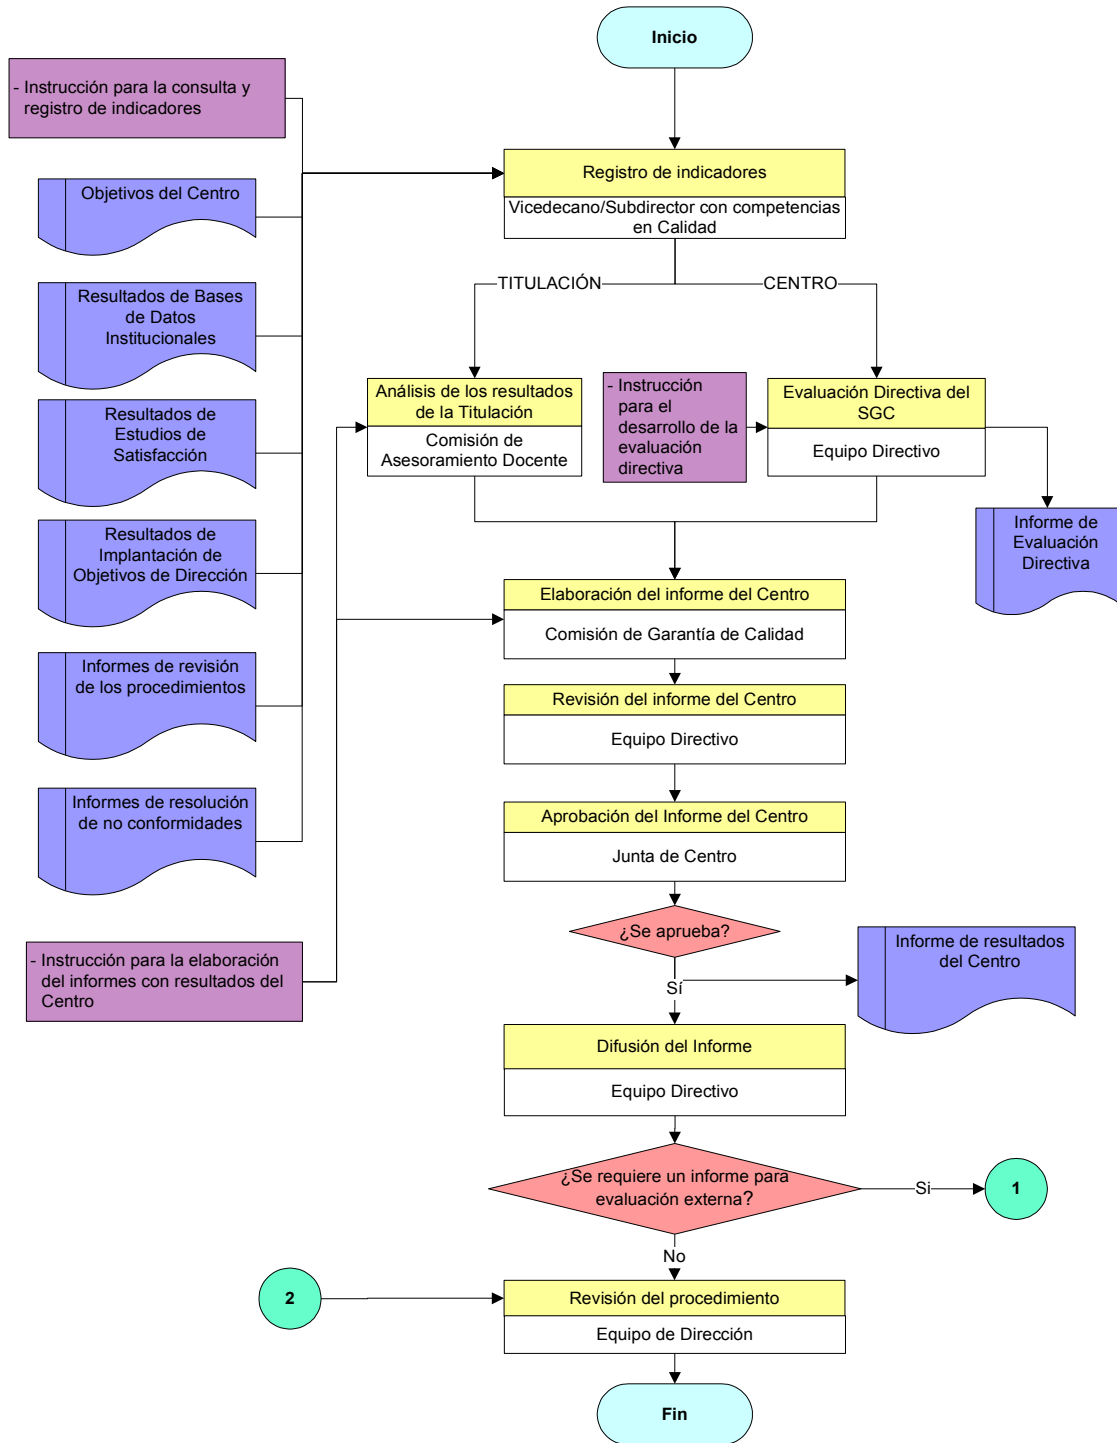 Inicio
- Instrucción para la consulta y
registro de indicadores
Registro de indicadores
Vicedecano/Subdirector con competencias
en Calidad
Objetivos del Centro
TITULACIÓN
CENTRO
Resultados de Bases
de Datos
Institucionales
Análisis de los resultados
de la Titulación
Comisión de
Asesoramiento Docente
- Instrucción
para el
desarrollo de la
evaluación
directiva
Evaluación Directiva del
SGC
Equipo Directivo
Resultados de
Estudios de
Satisfacción
Informe de
Evaluación
Directiva
Resultados de
Implantación de
Objetivos de Dirección
Elaboración del informe del Centro
Comisión de Garantía de Calidad
Informes de revisión
de los procedimientos
Revisión del informe del Centro
Equipo Directivo
Informes de resolución
de no conformidades
Aprobación del Informe del Centro
Junta de Centro
¿Se aprueba?
- Instrucción para la elaboración
del informes con resultados del
Centro
Informe de resultados
del Centro
Sí
Difusión del Informe
Equipo Directivo
¿Se requiere un informe para
evaluación externa?
Si
1
No
2
Revisión del procedimiento
Equipo de Dirección
Fin